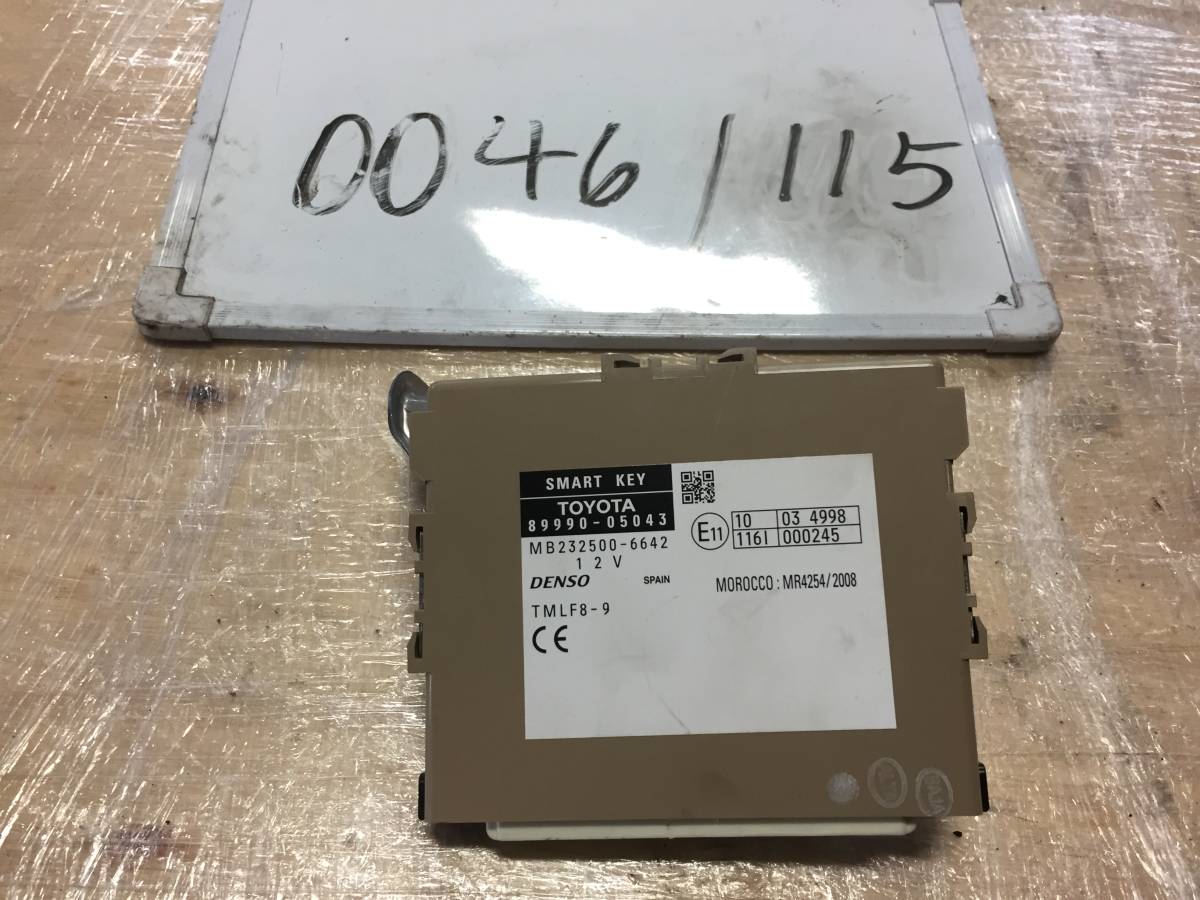 0046/115
SMART KEY
TOYOTA
89990-05043
MB232500-6642
12V
DENSO SPAIN
TMLF8-9
CE
E11
10 03 4998
116I 000245
MOROCCO : MR4254/2008